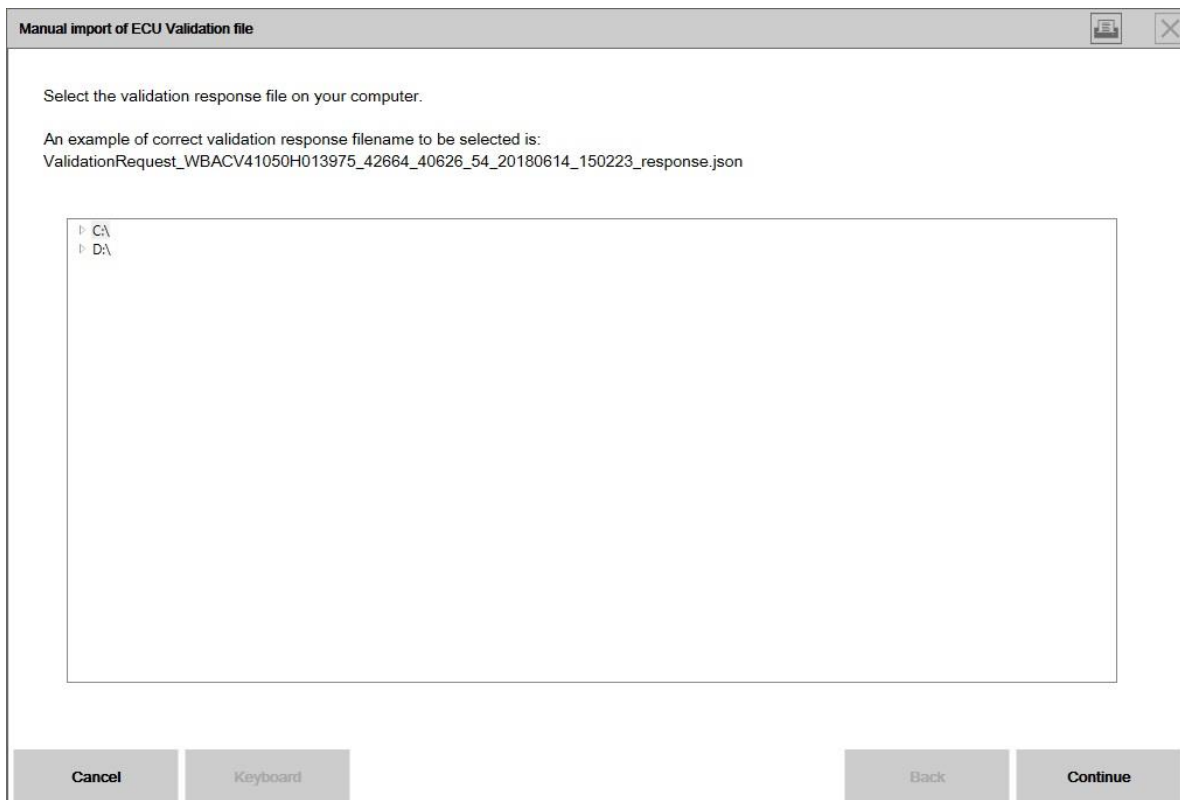 Manual import of ECU Validation file
Select the validation response file on your computer.
An example of correct validation response filename to be selected is:
ValidationRequest_WBACV41050H013975_42664_40626_54_20180614_150223_response.json
C:\
D:\
Cancel
Keyboard
Back
Continue